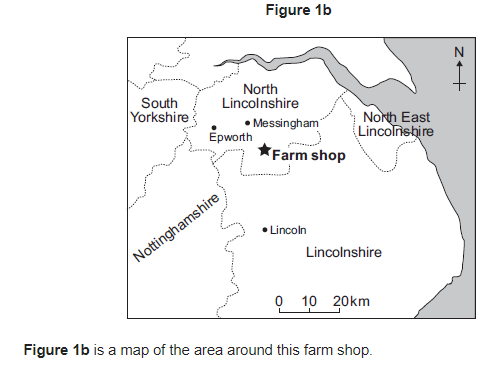 Figure 1b
N
North
Lincolnshire
South
Yorkshire
Messingham
North East
Lincolnshire
Epworth
Farm shop
Nottinghamshire
Lincoln
Lincolnshire
0 10 20km
Figure 1b is a map of the area around this farm shop.